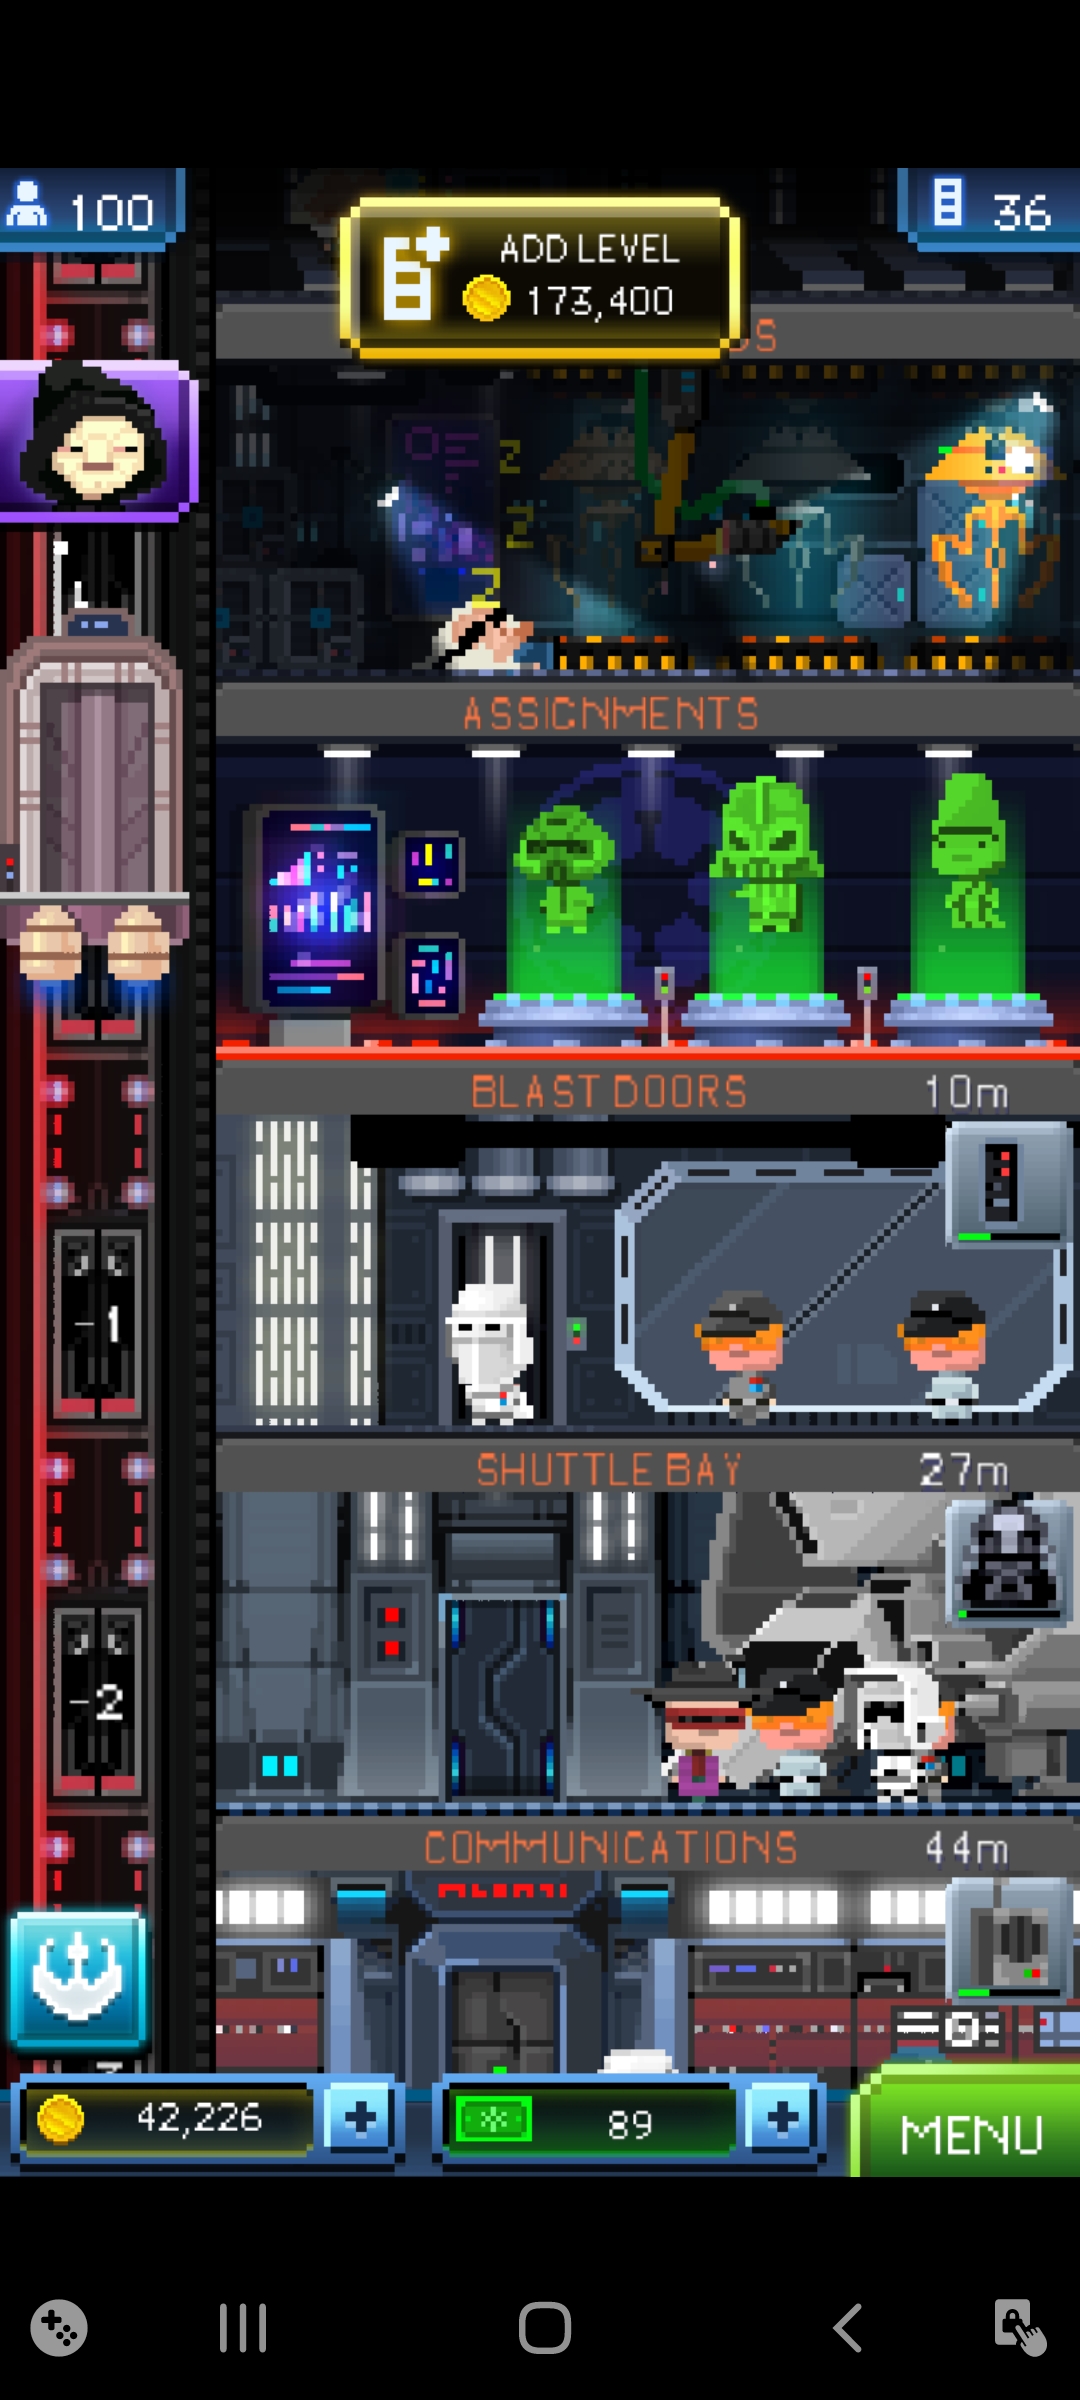 100
36
ADD LEVEL
173,400
DS
Z
Z
Z
ASSIGNMENTS
BLAST DOORS 10m
-1
SHUTTLE BAY 27m
-2
COMMUNICATIONS 44m
42,226
89
MENU